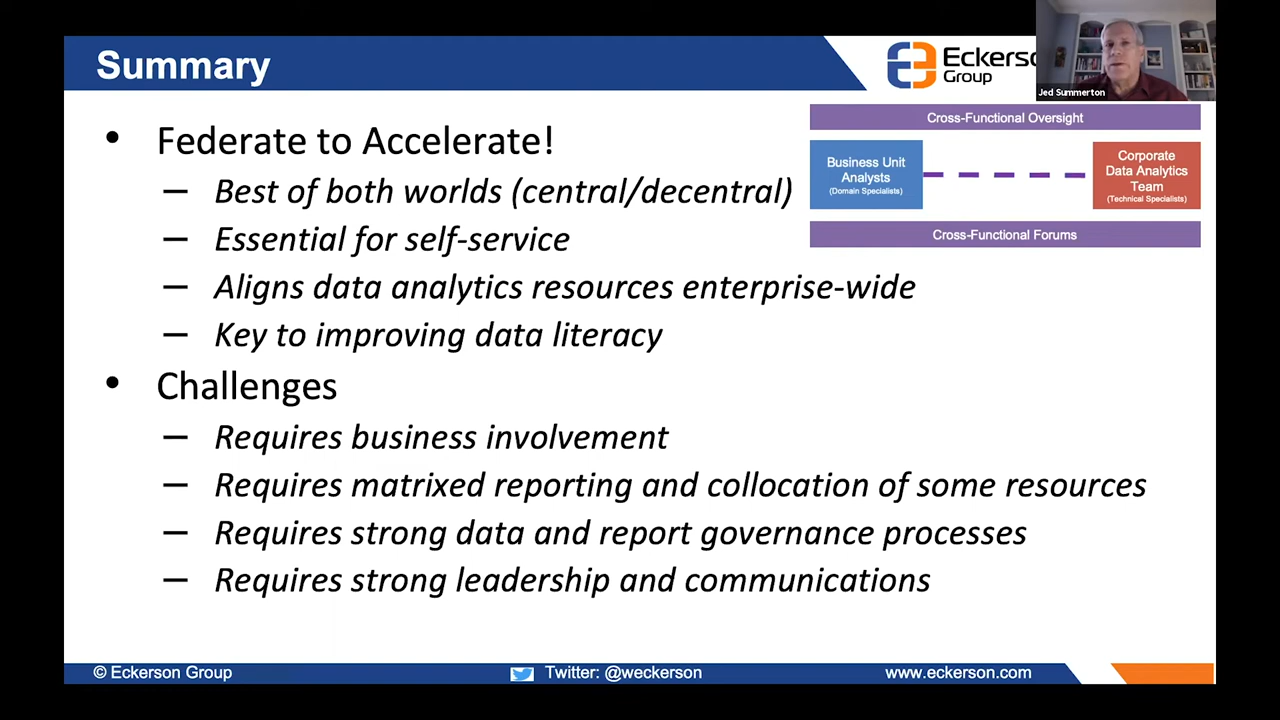 Summary
Eckerson
Group
Jed Summerton
• Federate to Accelerate!
– Best of both worlds (central/decentral)
– Essential for self-service
– Aligns data analytics resources enterprise-wide
– Key to improving data literacy
• Challenges
– Requires business involvement
– Requires matrixed reporting and collocation of some resources
– Requires strong data and report governance processes
– Requires strong leadership and communications
Cross-Functional Oversight
Business Unit
Analysts
(Domain Specialists)
Corporate
Data Analytics
Team
(Technical Specialists)
Cross-Functional Forums
© Eckerson Group
Twitter: @weckerson
www.eckerson.com